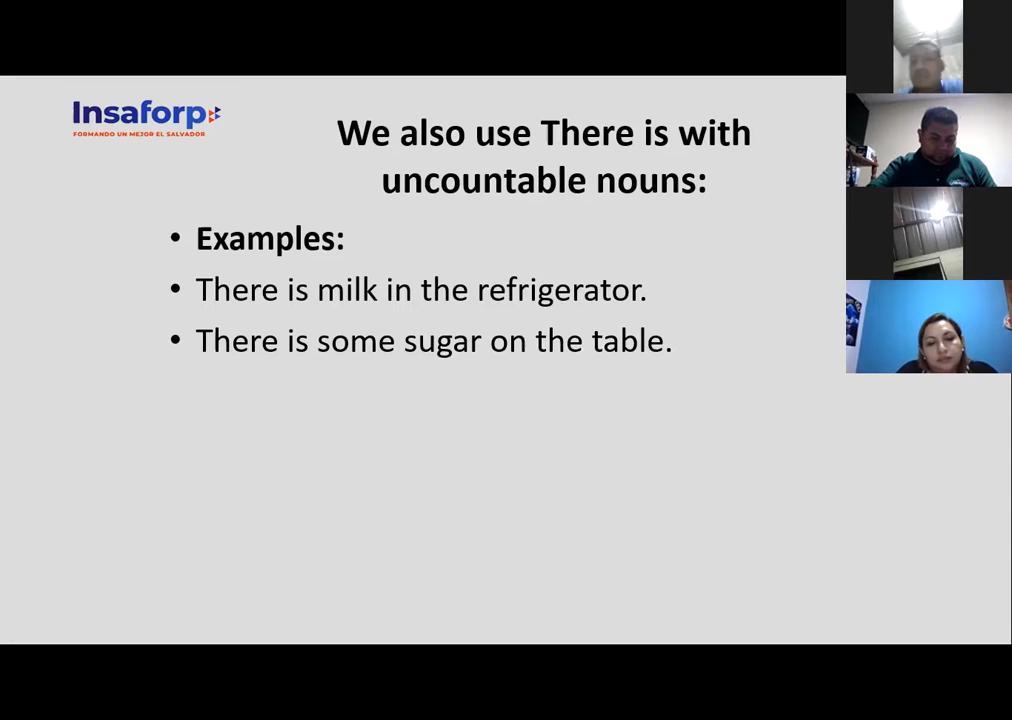 Insaforp
FORMANDO UN MEJOR EL SALVADOR
We also use There is with
uncountable nouns:
• Examples:
• There is milk in the refrigerator.
• There is some sugar on the table.